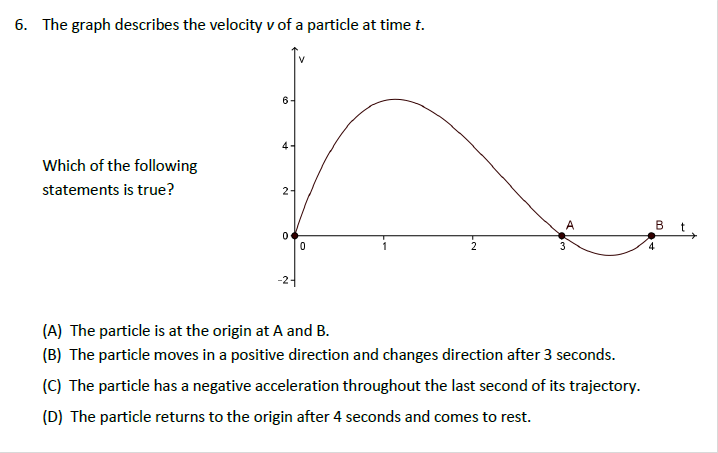 6. The graph describes the velocity v of a particle at time t.
v
6
4
Which of the following
statements is true?
2
A
B
t
0
0
1
2
3
4
-2
(A) The particle is at the origin at A and B.
(B) The particle moves in a positive direction and changes direction after 3 seconds.
(C) The particle has a negative acceleration throughout the last second of its trajectory.
(D) The particle returns to the origin after 4 seconds and comes to rest.